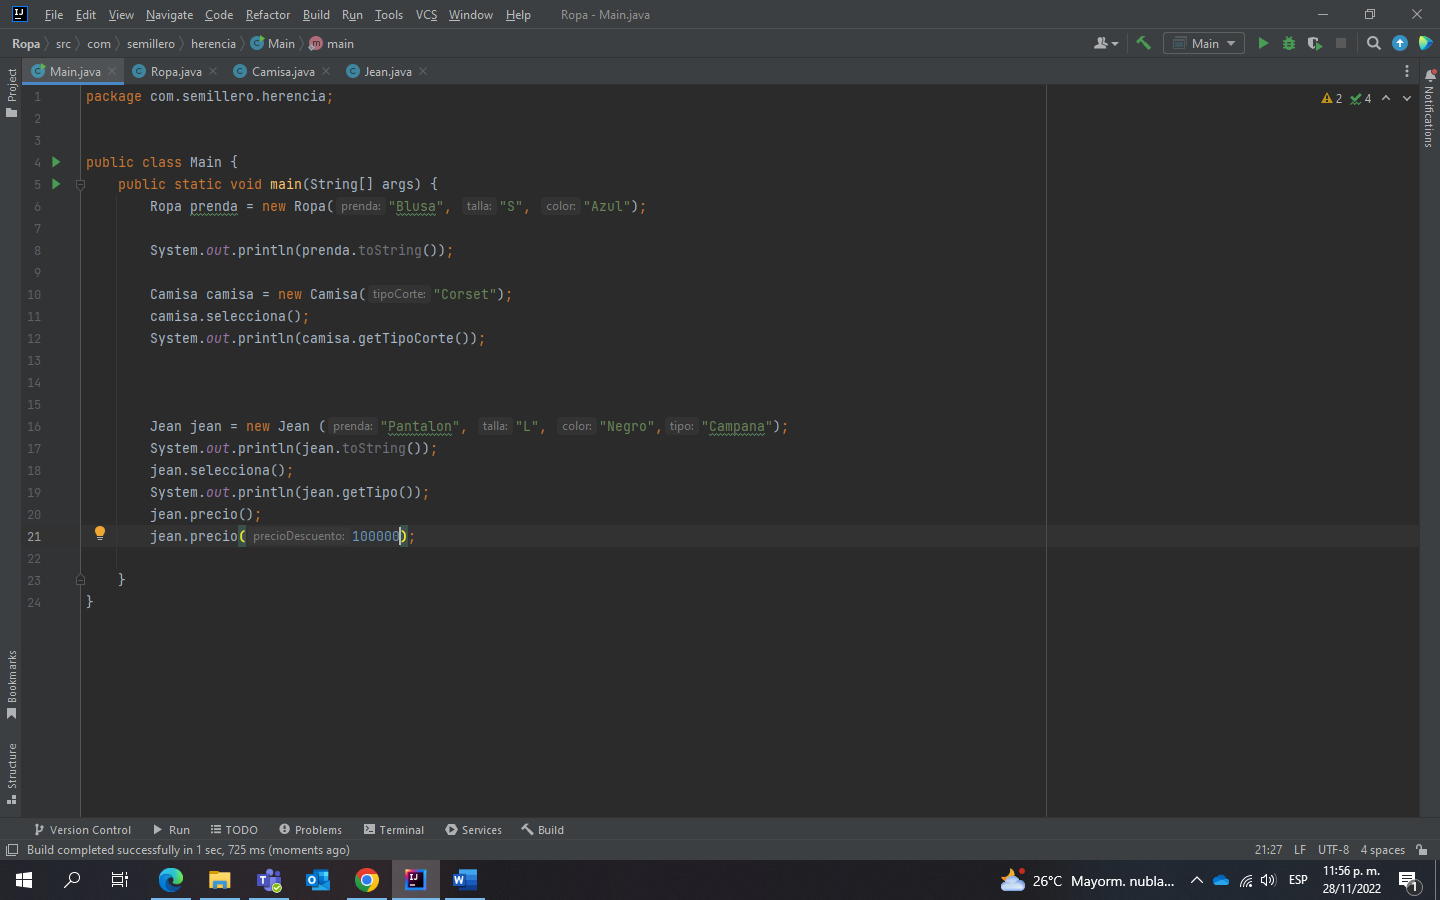 File Edit View Navigate Code Refactor Build Run Tools VCS Window Help Ropa - Main.java
Ropa src com semillero herencia Main main Main
Main.java Ropa.java Camisa.java Jean.java
Project
Notifications
2 4
1 package com.semillero.herencia;
2
3
4 public class Main {
5 public static void main(String[] args) {
6 Ropa prenda = new Ropa( prenda: "Blusa", talla: "S", color: "Azul");
7
8 System.out.println(prenda.toString());
9
10 Camisa camisa = new Camisa( tipoCorte: "Corset");
11 camisa.selecciona();
12 System.out.println(camisa.getTipoCorte());
13
14
15
16 Jean jean = new Jean ( prenda: "Pantalon", talla: "L", color: "Negro", tipo: "Campana");
17 System.out.println(jean.toString());
18 jean.selecciona();
19 System.out.println(jean.getTipo());
20 jean.precio();
21 jean.precio( precioDescuento: 100000);
22
23 }
24 }
Bookmarks
Structure
Version Control Run TODO Problems Terminal Services Build
Build completed successfully in 1 sec, 725 ms (moments ago) 21:27 LF UTF-8 4 spaces
26°C Mayorm. nubla... ESP 11:56 p. m.
28/11/2022 1